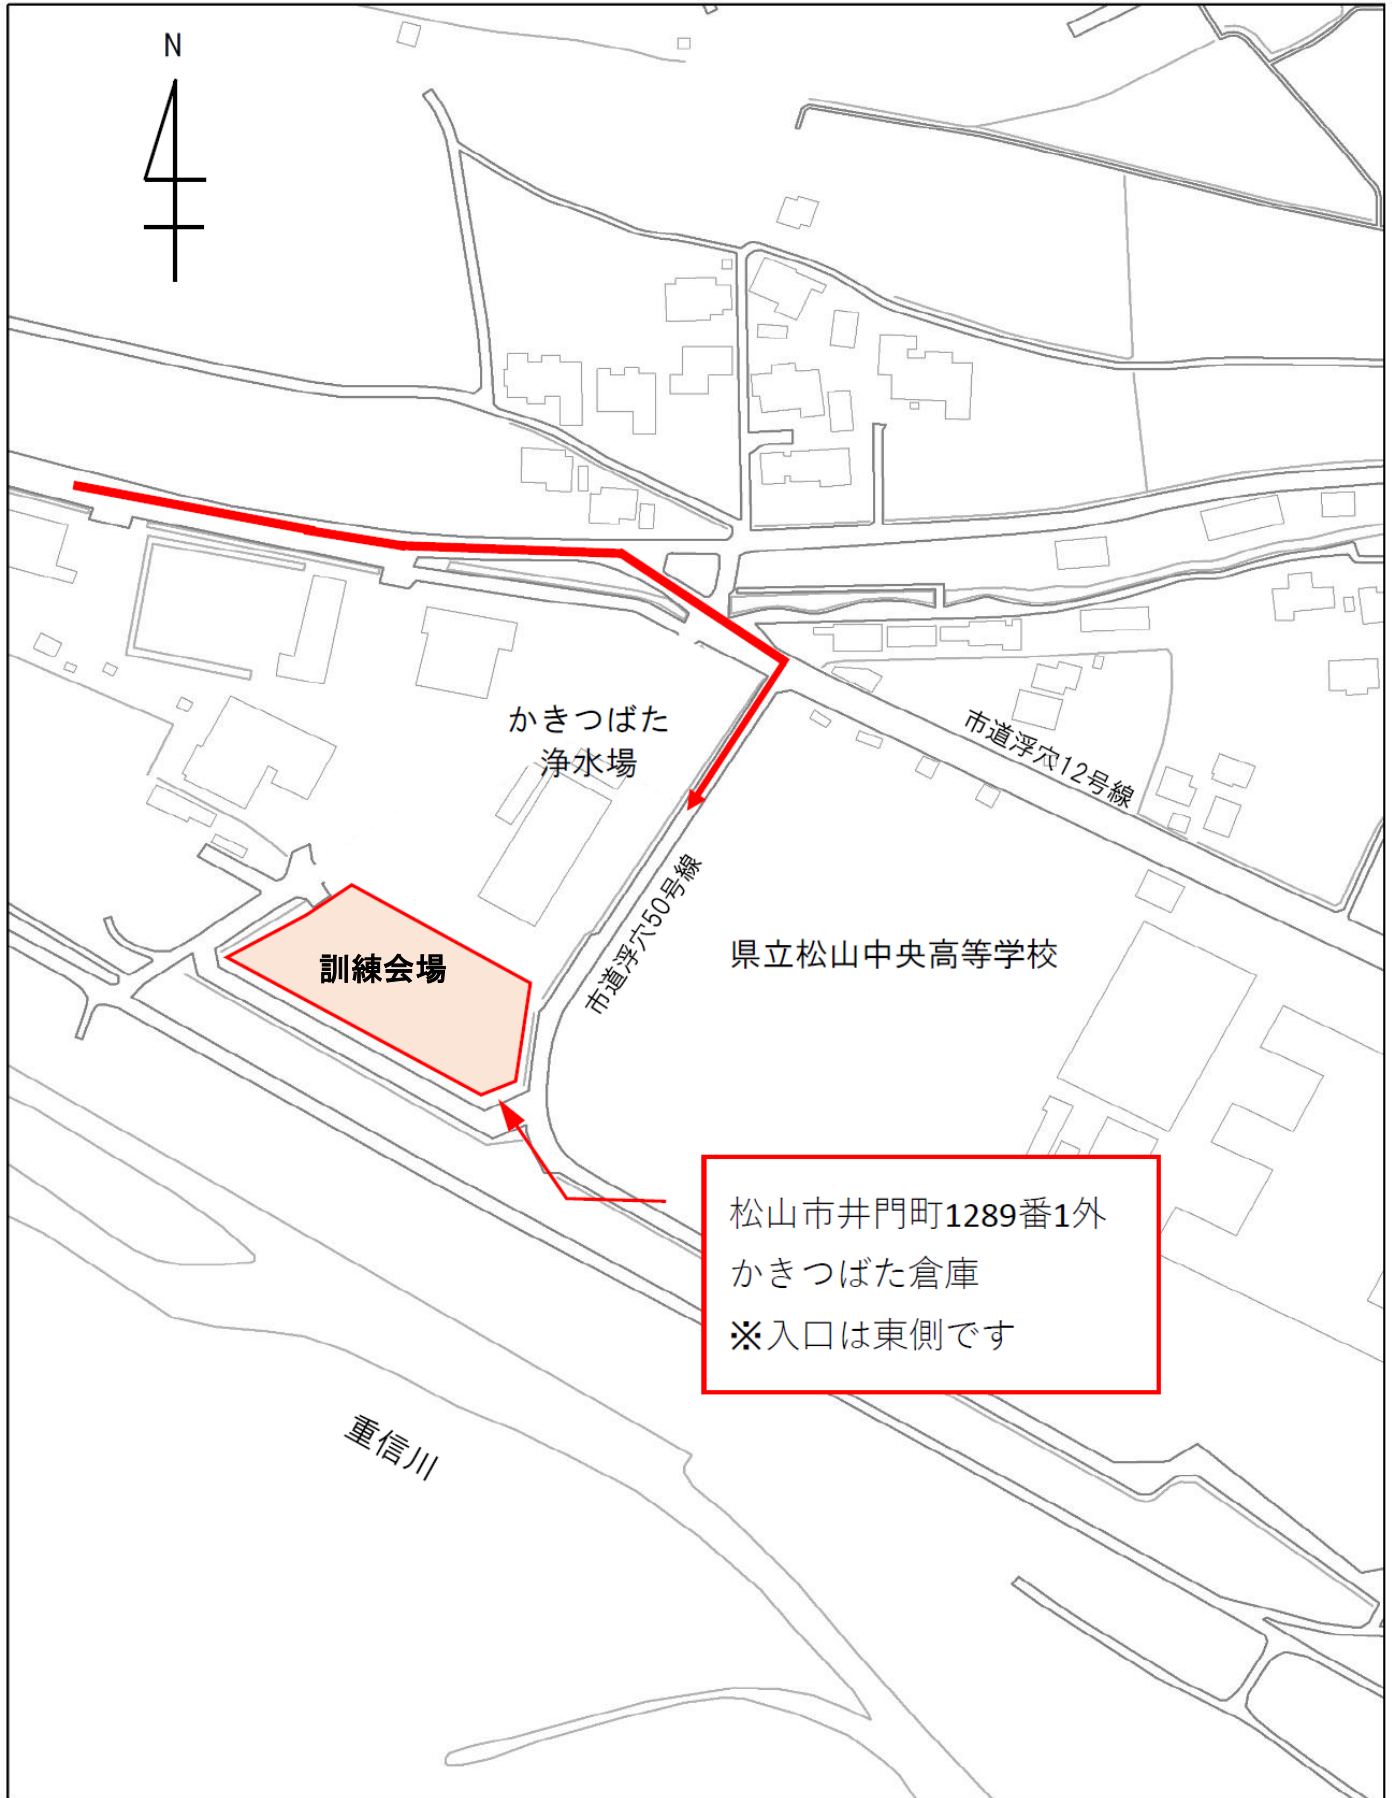 N
かきつばた
浄水場
市道浮穴12号線
市道浮穴50号線
県立松山中央高等学校
訓練会場
松山市井門町1289番1外
かきつばた倉庫
※入口は東側です
重信川